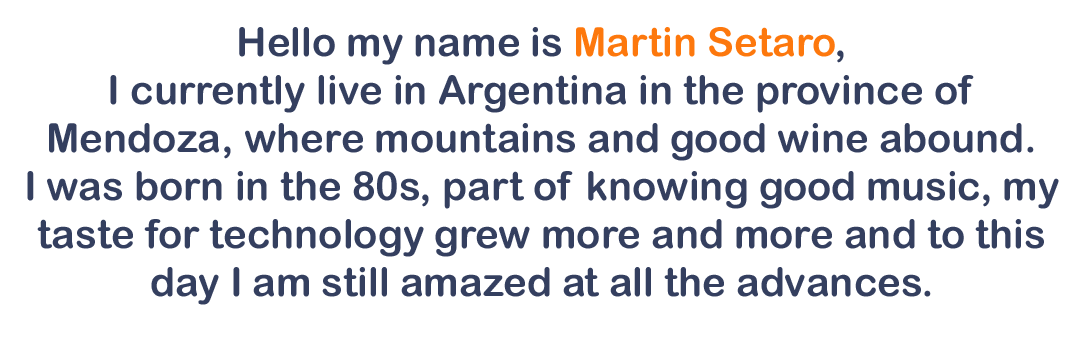 Hello my name is Martin Setaro,
I currently live in Argentina in the province of
Mendoza, where mountains and good wine abound.
I was born in the 80s, part of knowing good music, my
taste for technology grew more and more and to this
day I am still amazed at all the advances.